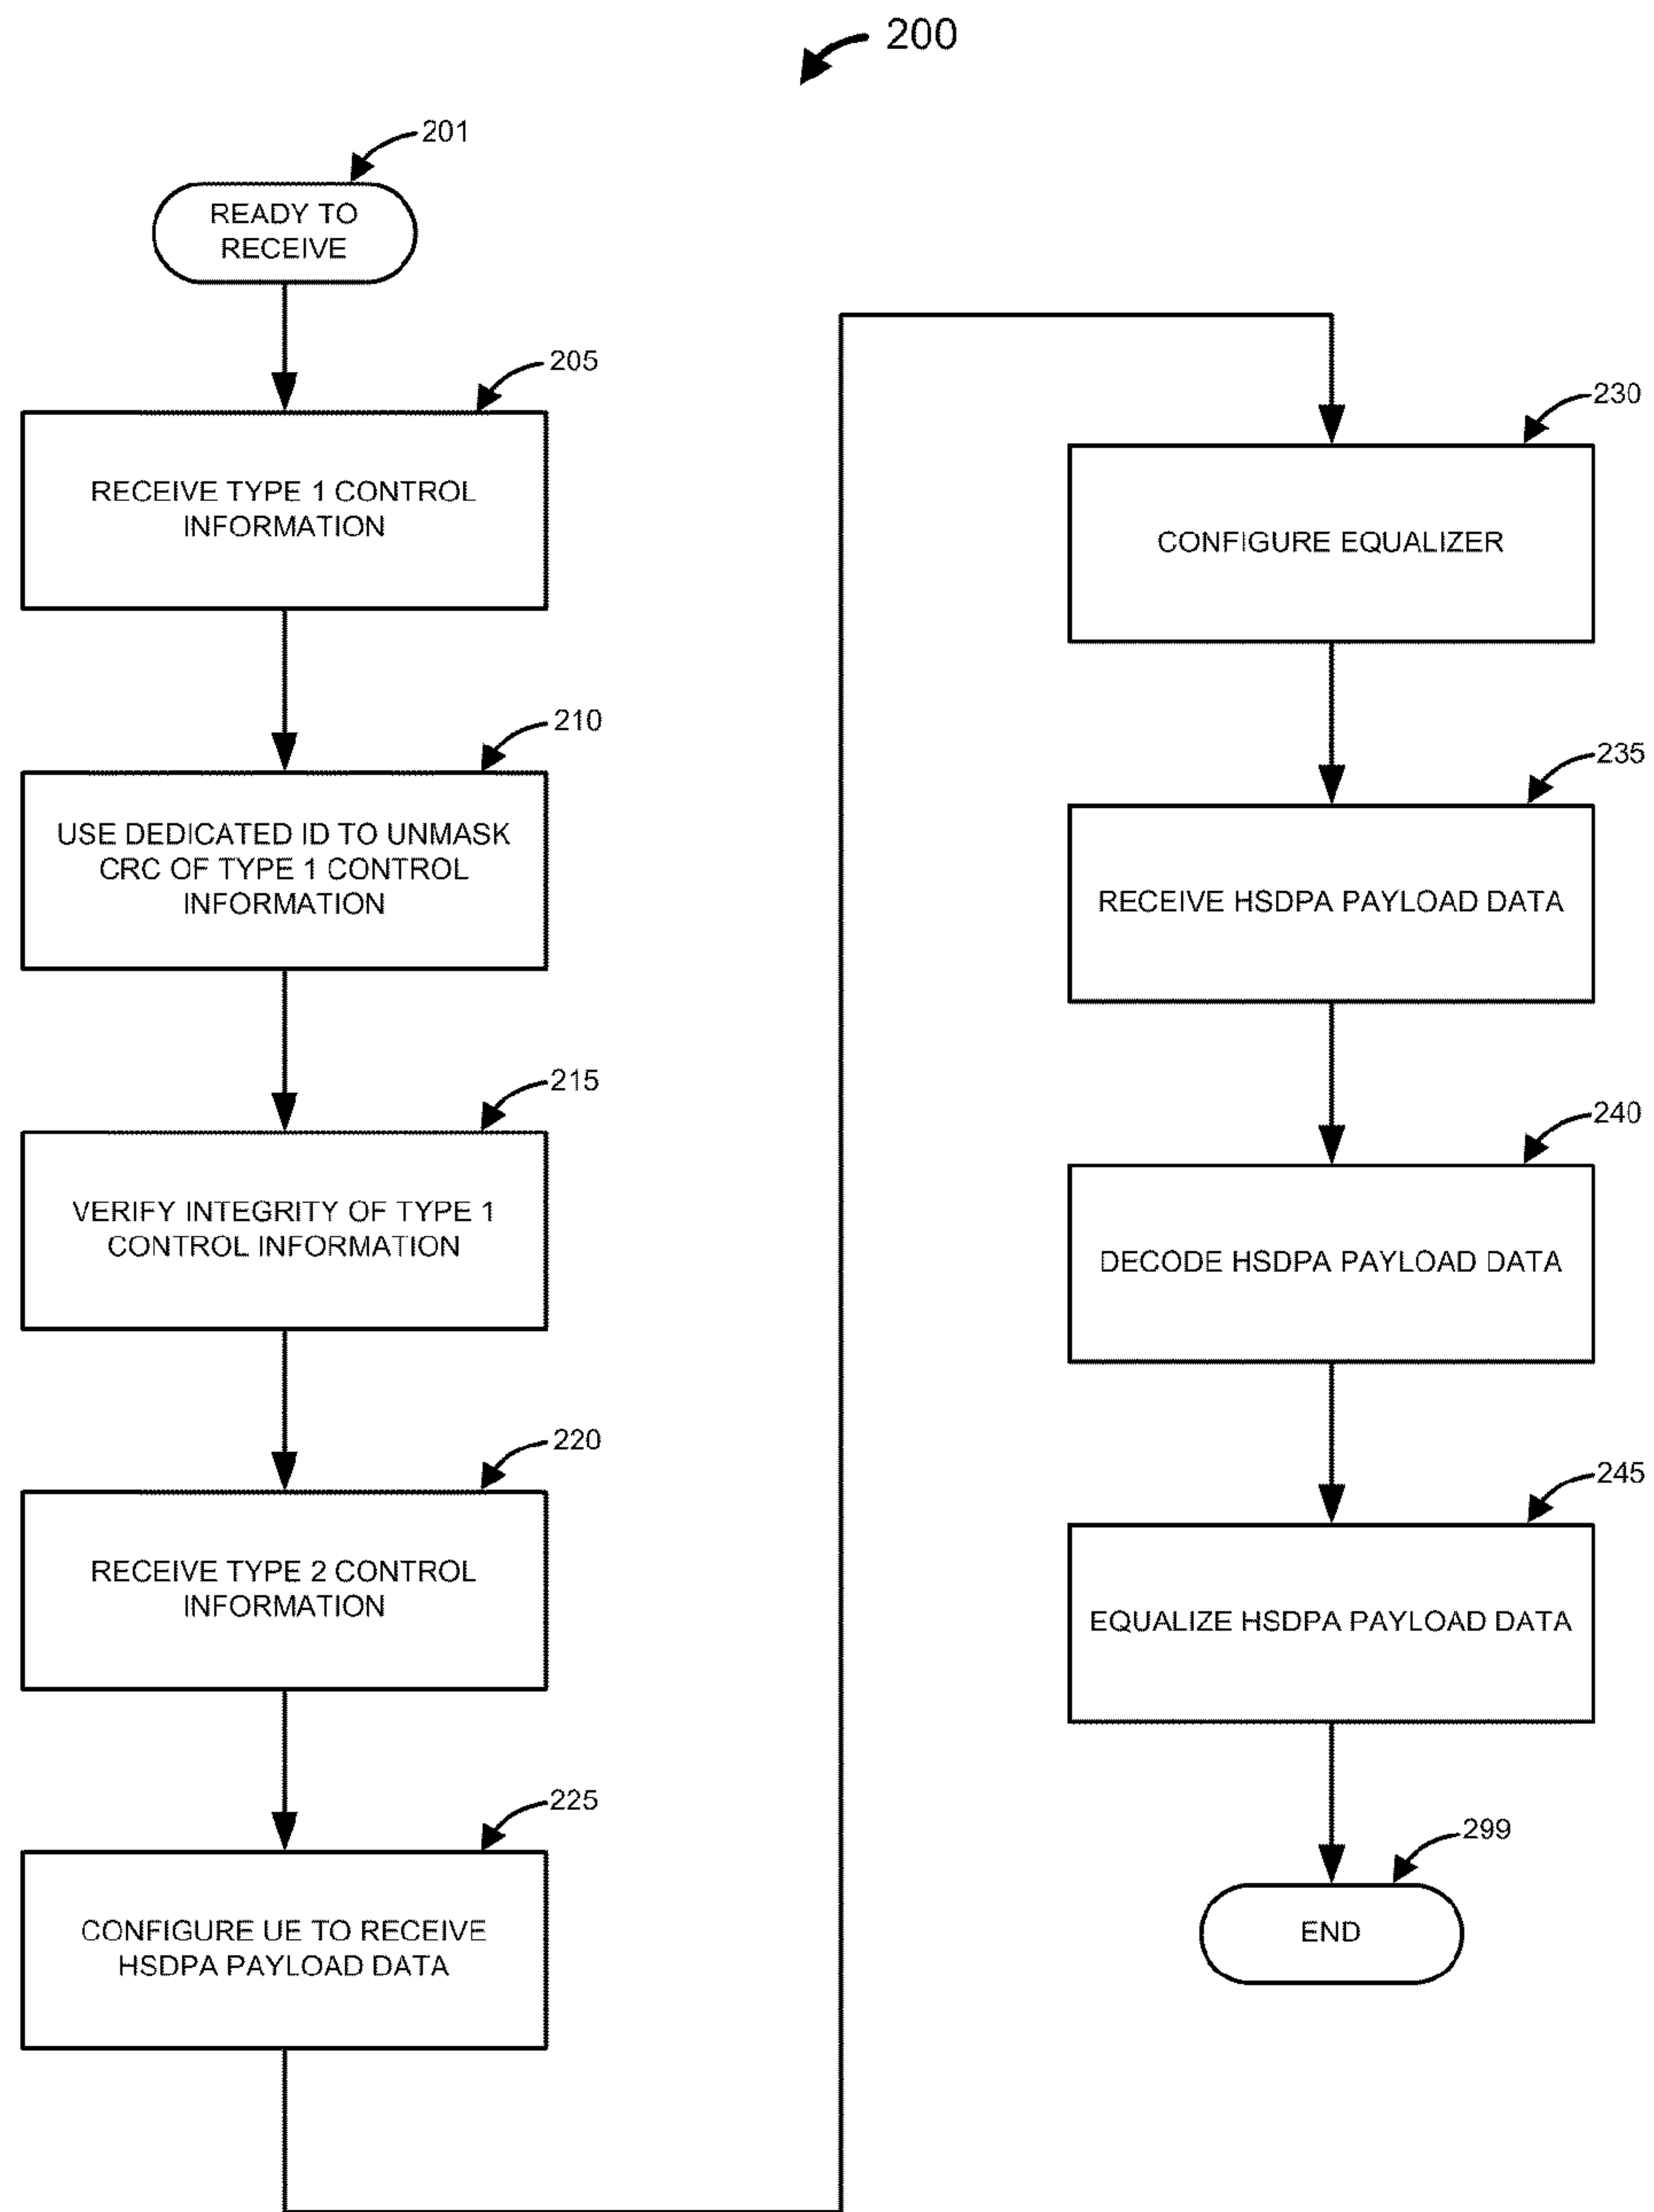 200
201
READY TO
RECEIVE
205
RECEIVE TYPE 1 CONTROL
INFORMATION
210
USE DEDICATED ID TO UNMASK
CRC OF TYPE 1 CONTROL
INFORMATION
215
VERIFY INTEGRITY OF TYPE 1
CONTROL INFORMATION
220
RECEIVE TYPE 2 CONTROL
INFORMATION
225
CONFIGURE UE TO RECEIVE
HSDPA PAYLOAD DATA
230
CONFIGURE EQUALIZER
235
RECEIVE HSDPA PAYLOAD DATA
240
DECODE HSDPA PAYLOAD DATA
245
EQUALIZE HSDPA PAYLOAD DATA
299
END